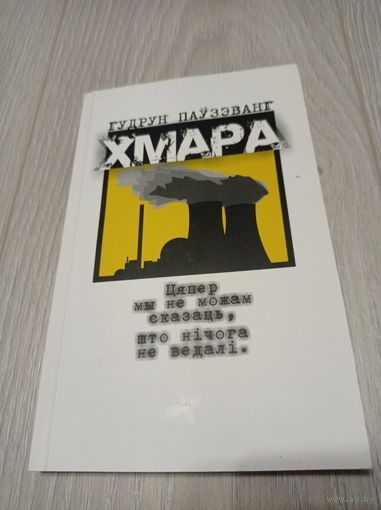 ГУДРУН ПАЎЗЭВАНГ
ХМАРА
Цяпер
мы не можам
сказаць,
што нічога
не ведалі.